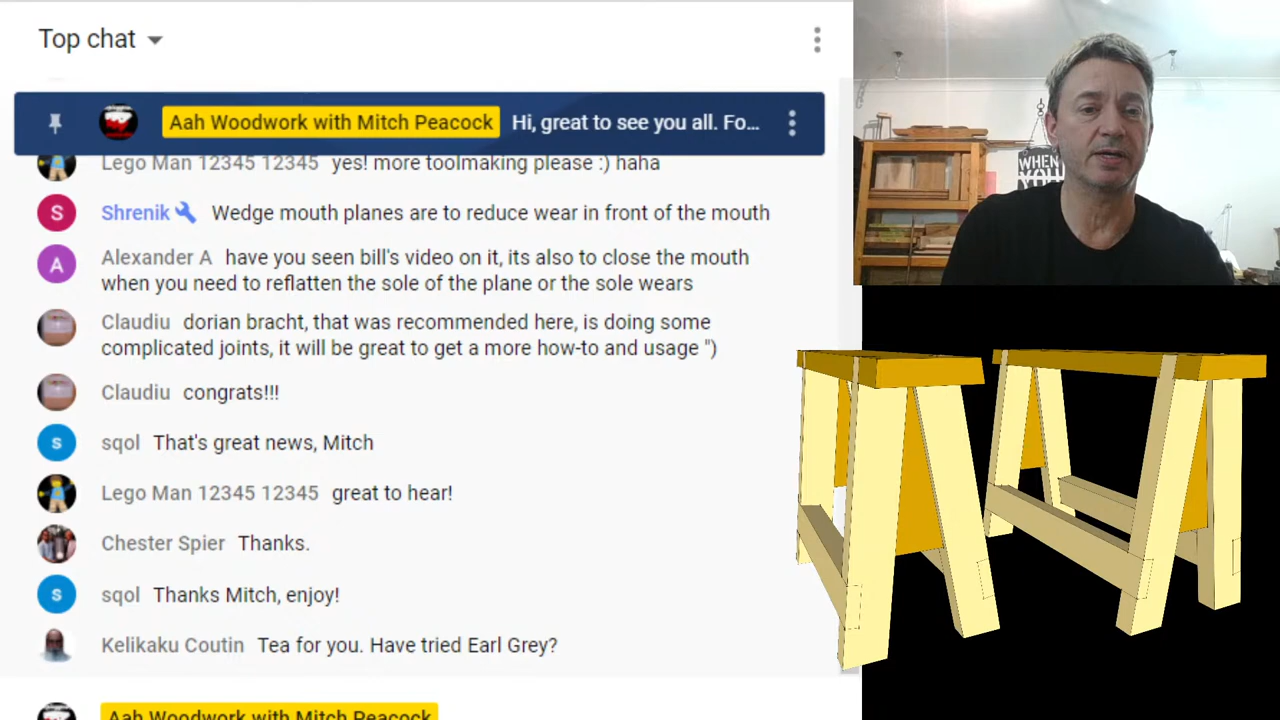 Top chat
Aah Woodwork with Mitch Peacock Hi, great to see you all. Fo...
Lego Man 12345 12345 yes! more toolmaking please :) haha
S Shrenik Wedge mouth planes are to reduce wear in front of the mouth
A Alexander A have you seen bill's video on it, its also to close the mouth
when you need to reflatten the sole of the plane or the sole wears
Claudiu dorian bracht, that was recommended here, is doing some
complicated joints, it will be great to get a more how-to and usage ")
Claudiu congrats!!!
s sqol That's great news, Mitch
Lego Man 12345 12345 great to hear!
Chester Spier Thanks.
s sqol Thanks Mitch, enjoy!
Kelikaku Coutin Tea for you. Have tried Earl Grey?
Aah Woodwork with Mitch Peacock
WHEN
YOU